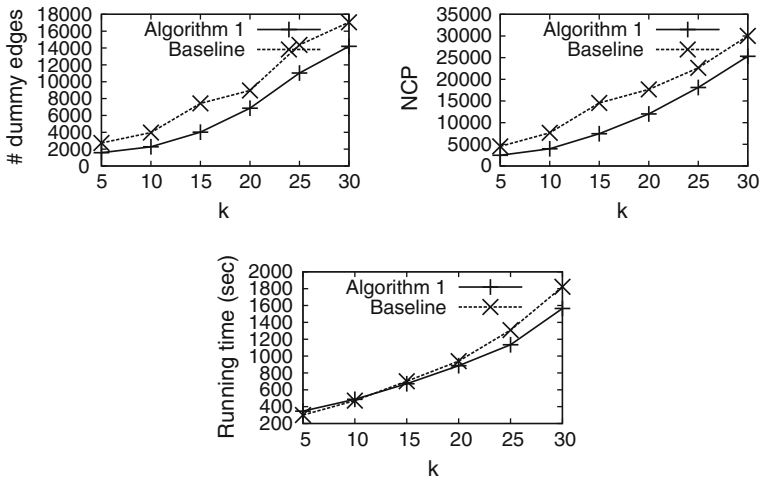 # dummy edges
18000
16000
14000
12000
10000
8000
6000
4000
2000
0
Algorithm 1
Baseline
5 10 15 20 25 30
k
NCP
35000
30000
25000
20000
15000
10000
5000
0
Algorithm 1
Baseline
5 10 15 20 25 30
k
Running time (sec)
2000
1800
1600
1400
1200
1000
800
600
400
200
Algorithm 1
Baseline
5 10 15 20 25 30
k